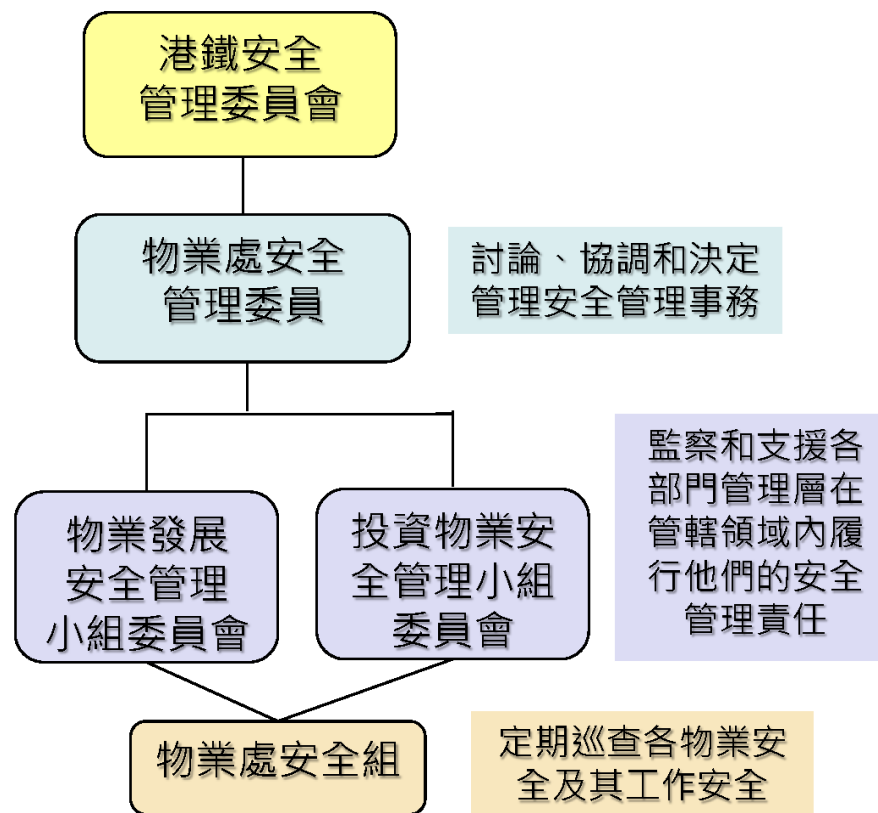 港鐵安全
管理委員會
物業處安全
管理委員
討論、協調和決定
管理安全管理事務
物業發展
安全管理
小組委員會
投資物業安
全管理小組
委員會
監察和支援各
部門管理層在
管轄領域內履
行他們的安全
管理責任
物業處安全組
定期巡查各物業安
全及其工作安全